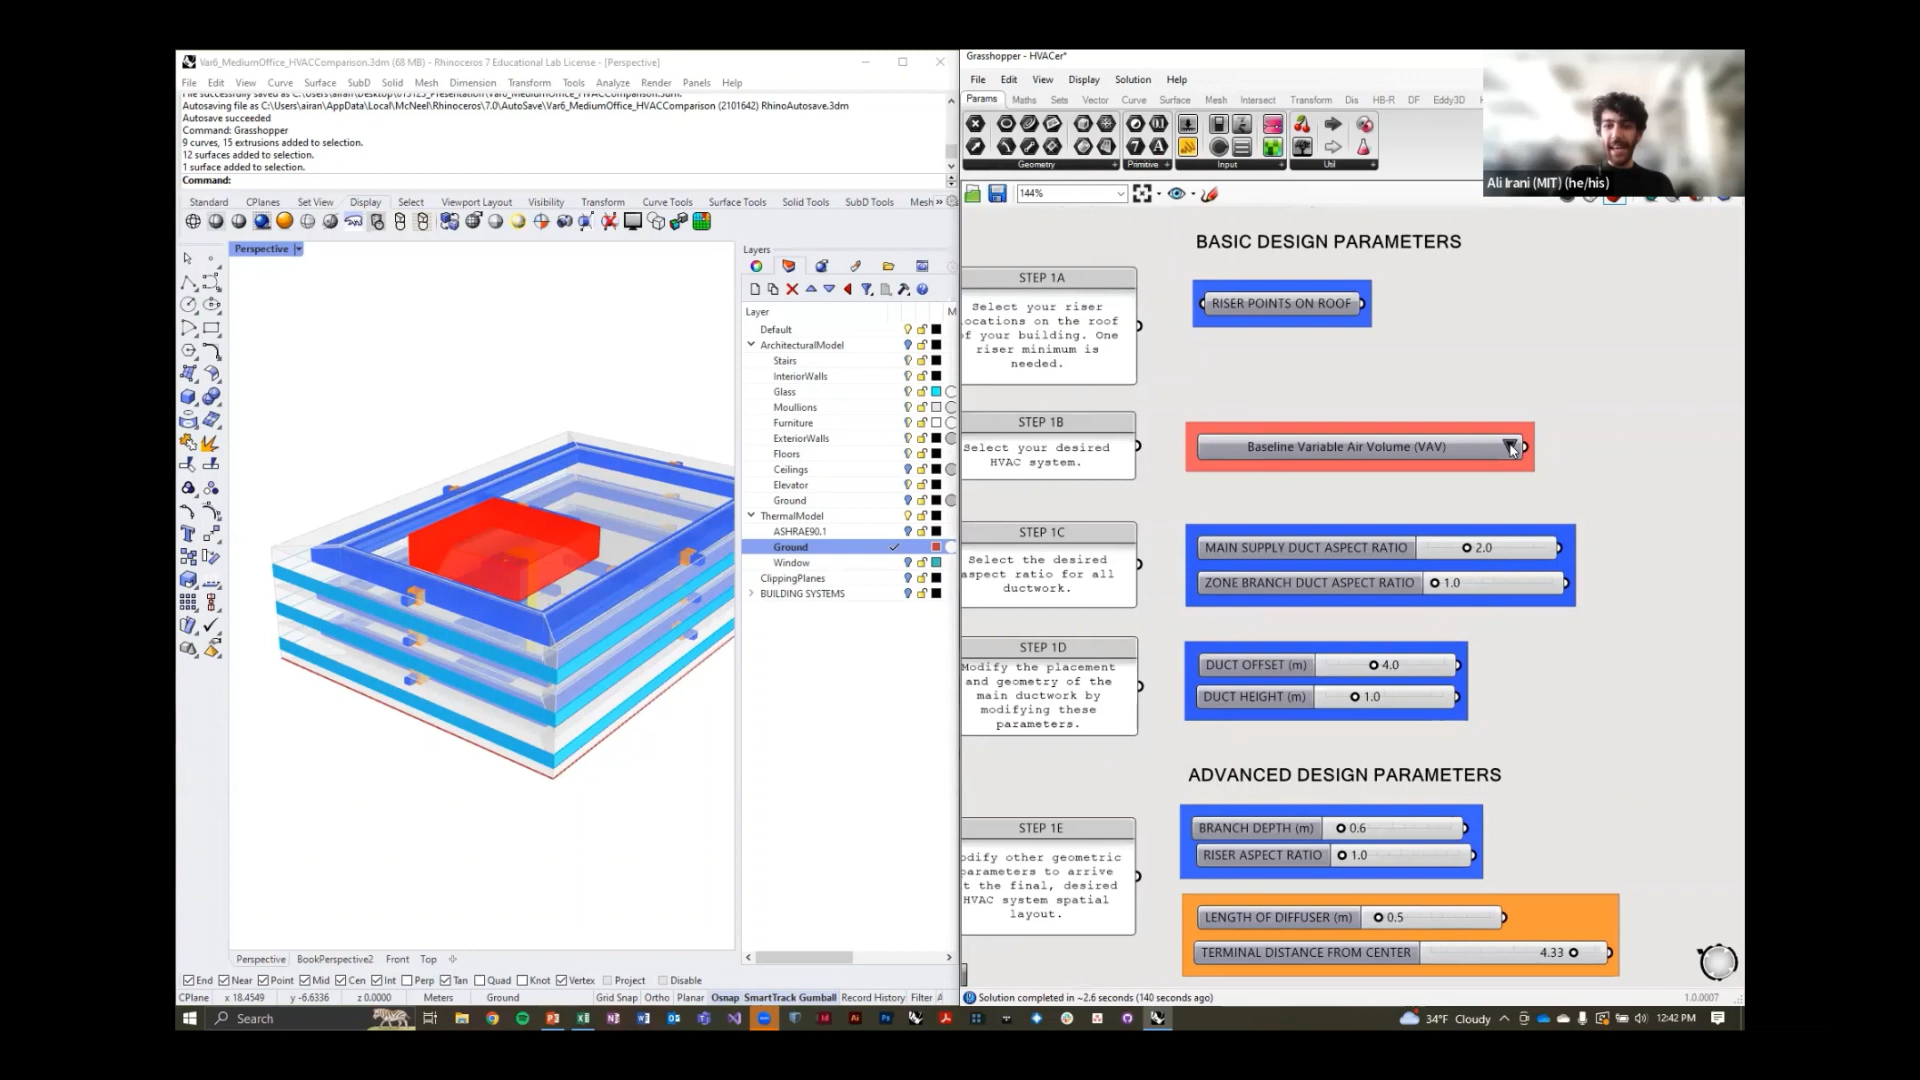 Var6_MediumOffice_HVACComparison.3dm (68 MB) - Rhinoceros 7 Educational Lab License - [Perspective]
File Edit View Curve Surface SubD Solid Mesh Dimension Transform Tools Analyze Render Panels Help
Autosaving file as C:\Users\airan\AppData\Local\McNeel\Rhinoceros\7.0\AutoSave\Var6_MediumOffice_HVACComparison (2101642) RhinoAutosave.3dm
Autosave succeeded
Command: Grasshopper
9 curves, 15 extrusions added to selection.
12 surfaces added to selection.
1 surface added to selection.
Command:
Standard CPlanes Set View Display Select Viewport Layout Visibility Transform Curve Tools Surface Tools Solid Tools SubD Tools Mesh »
Perspective
Layers
Layer M
Default
ArchitecturalModel
Stairs
InteriorWalls
Glass
Moullions
Furniture
ExteriorWalls
Floors
Ceilings
Elevator
Ground
ThermalModel
ASHRAE90.1
Ground
Window
ClippingPlanes
BUILDING SYSTEMS
Perspective BookPerspective2 Front Top
End Near Point Mid Cen Int Perp Tan Quad Knot Vertex Project Disable
CPlane x 18.4549 y -6.6336 z 0.0000 Meters Ground Grid Snap Ortho Planar Osnap SmartTrack Gumball Record History Filter A
Grasshopper - HVACer*
File Edit View Display Solution Help
Params Maths Sets Vector Curve Surface Mesh Intersect Transform Dis HB-R DF Eddy3D
Geometry Primitive Input Util
144%
Ali Irani (MIT) (he/his)
BASIC DESIGN PARAMETERS
STEP 1A
Select your riser
ocations on the roof
f your building. One
riser minimum is
needed.
RISER POINTS ON ROOF
STEP 1B
Select your desired
HVAC system.
Baseline Variable Air Volume (VAV)
STEP 1C
Select the desired
aspect ratio for all
ductwork.
MAIN SUPPLY DUCT ASPECT RATIO 2.0
ZONE BRANCH DUCT ASPECT RATIO 1.0
STEP 1D
Modify the placement
and geometry of the
main ductwork by
modifying these
parameters.
DUCT OFFSET (m) 4.0
DUCT HEIGHT (m) 1.0
ADVANCED DESIGN PARAMETERS
STEP 1E
odify other geometric
parameters to arrive
t the final, desired
HVAC system spatial
layout.
BRANCH DEPTH (m) 0.6
RISER ASPECT RATIO 1.0
LENGTH OF DIFFUSER (m) 0.5
TERMINAL DISTANCE FROM CENTER 4.33
Solution completed in ~2.6 seconds (140 seconds ago) 1.0.0007
Search 34°F Cloudy 12:42 PM